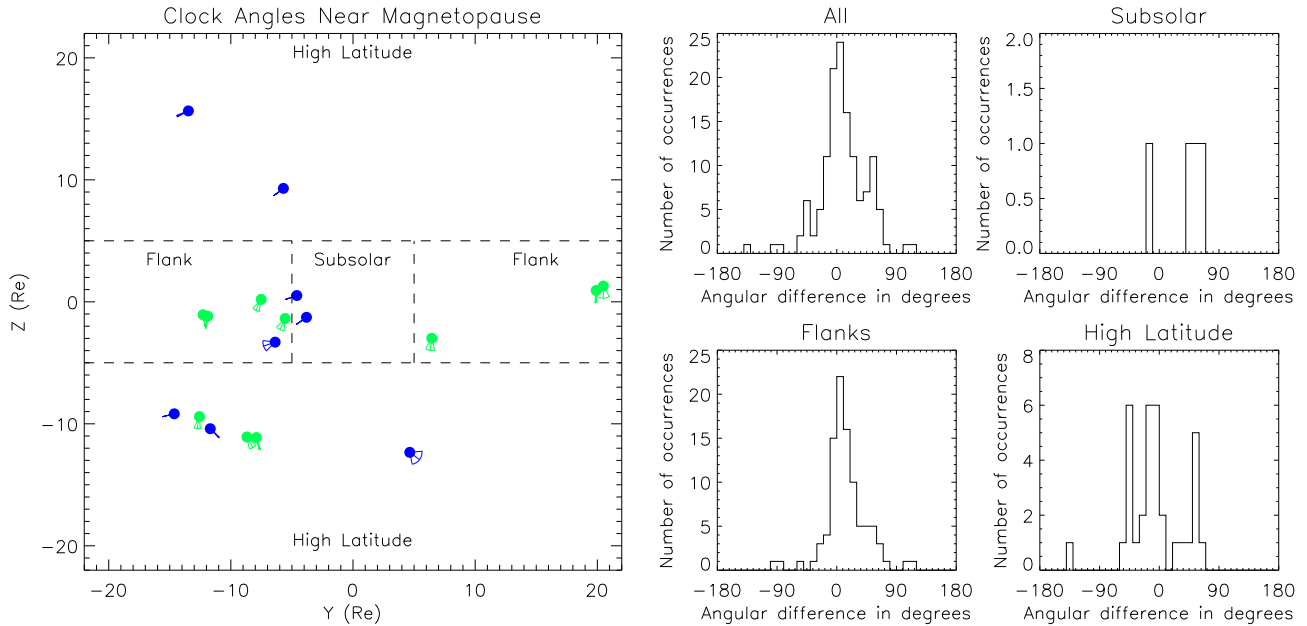 Clock Angles Near Magnetopause
High Latitude
Flank
Subsolar
Flank
High Latitude
20
10
0
−10
−20
Z (Re)
−20
−10
0
10
20
Y (Re)
All
Number of occurrences
25
20
15
10
5
0
−180
−90
0
90
180
Angular difference in degrees
Subsolar
Number of occurrences
2.0
1.5
1.0
0.5
0.0
−180
−90
0
90
180
Angular difference in degrees
Flanks
Number of occurrences
25
20
15
10
5
0
−180
−90
0
90
180
Angular difference in degrees
High Latitude
Number of occurrences
8
6
4
2
0
−180
−90
0
90
180
Angular difference in degrees